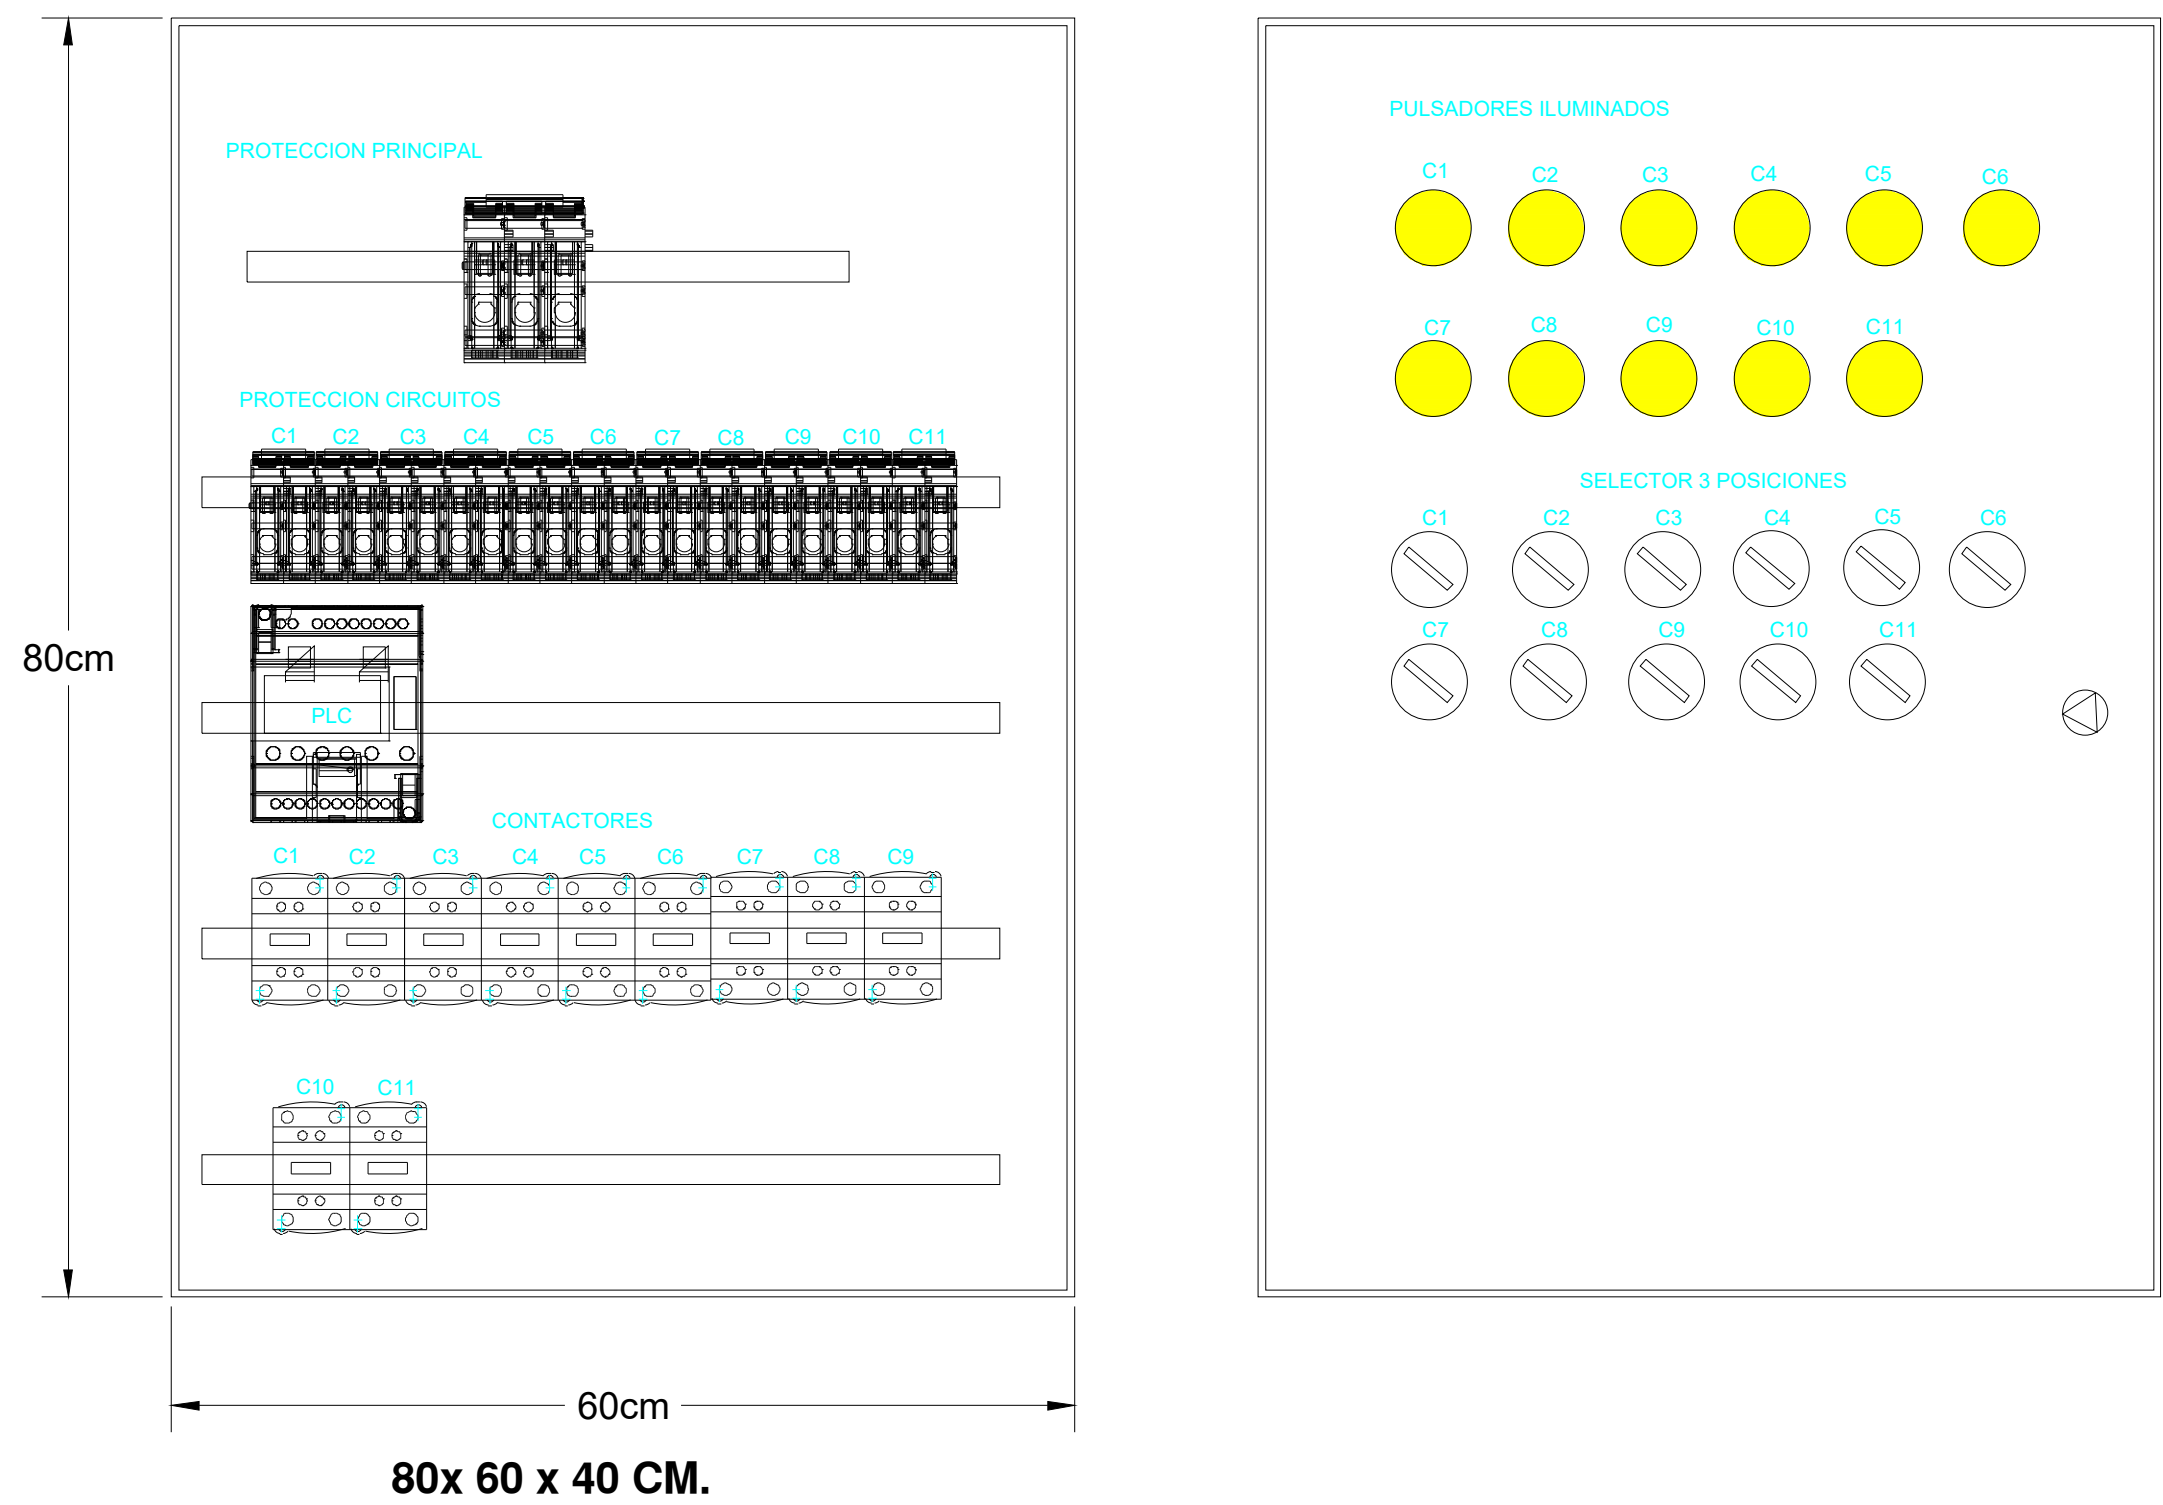 PROTECCION PRINCIPAL
PROTECCION CIRCUITOS
C1 C2 C3 C4 C5 C6 C7 C8 C9 C10 C11
PLC
CONTACTORES
C1 C2 C3 C4 C5 C6 C7 C8 C9
C10 C11
80cm
60cm
80x 60 x 40 CM.
PULSADORES ILUMINADOS
C1 C2 C3 C4 C5 C6
C7 C8 C9 C10 C11
SELECTOR 3 POSICIONES
C1 C2 C3 C4 C5 C6
C7 C8 C9 C10 C11